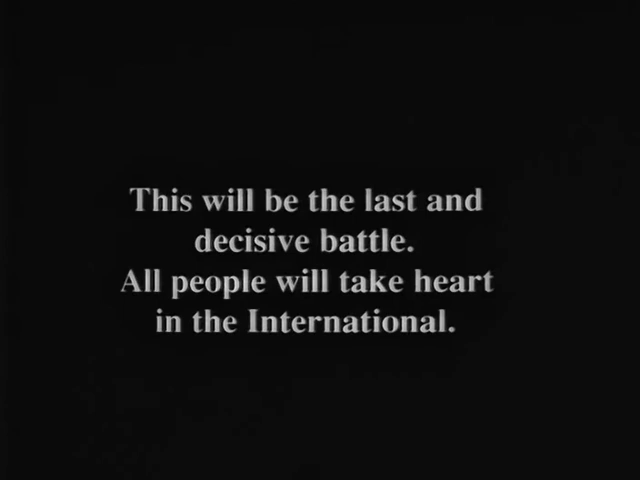 This will be the last and
decisive battle.
All people will take heart
in the International.